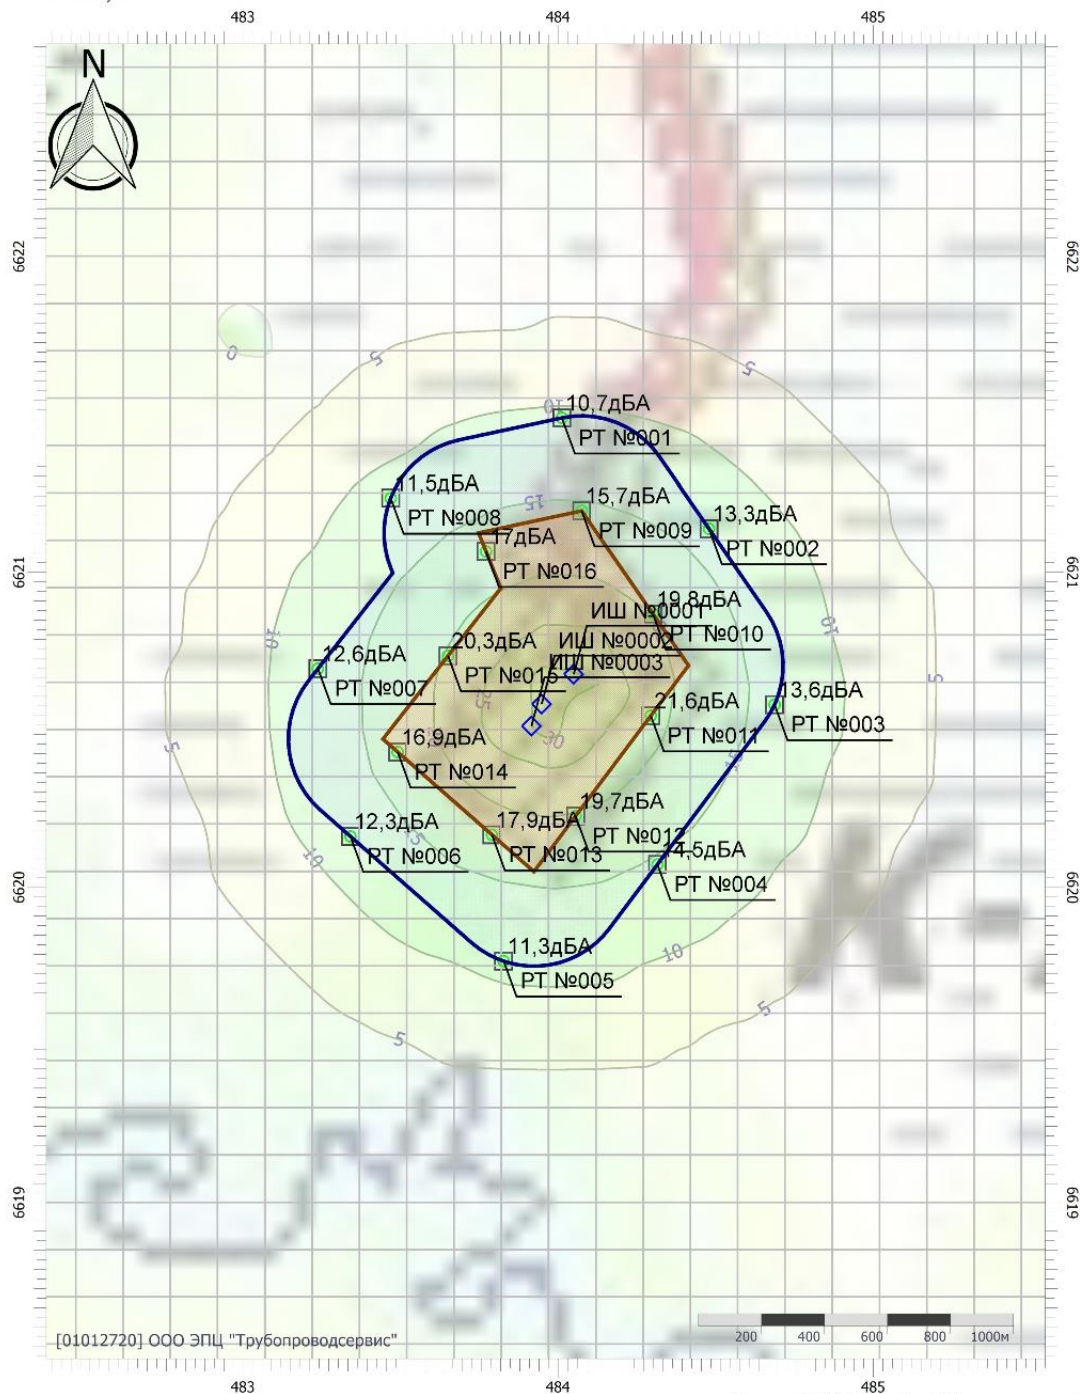 483 484 485
N
6622 6622
0
5
5
10
10,7дБА
РТ №001
11,5дБА
РТ №008
15
15,7дБА
РТ №009
13,3дБА
РТ №002
17дБА
РТ №016
6621 6621
19,8дБА
РТ №010
ИШ №0001
ИШ №0002
ИШ №0003
10
10
12,6дБА
РТ №007
20,3дБА
РТ №015
25
5
13,6дБА
РТ №003
21,6дБА
РТ №011
5
16,9дБА
РТ №014
30
12,3дБА
РТ №006
15
17,9дБА
РТ №013
19,7дБА
РТ №012
14,5дБА
РТ №004
10
6620 6620
11,3дБА
РТ №005
10
5
5
6619 6619
[01012720] ООО ЭПЦ "Трубопроводсервис"
200 400 600 800 1000м
483 484 485